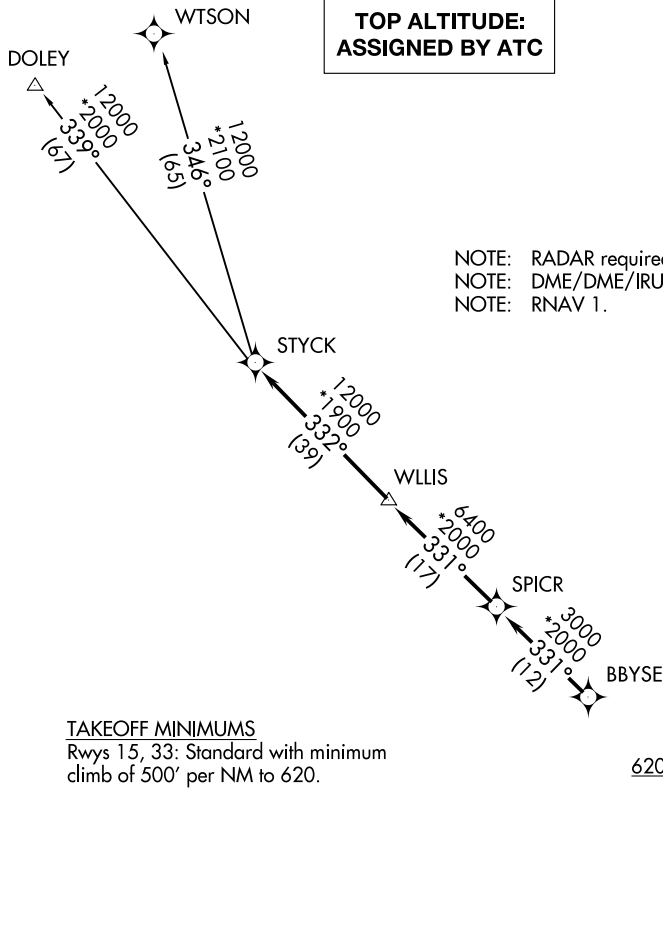 WTSON
TOP ALTITUDE:
ASSIGNED BY ATC
DOLEY
12000
*2000
339°
(67)
12000
*2100
346°
(65)
NOTE: RADAR required
NOTE: DME/DME/IRU
NOTE: RNAV 1.
STYCK
12000
*1900
332°
(39)
WLLIS
6400
*2000
331°
(17)
SPICR
3000
*2000
331°
(12)
BBYSE
TAKEOFF MINIMUMS
Rwys 15, 33: Standard with minimum
climb of 500' per NM to 620.
620